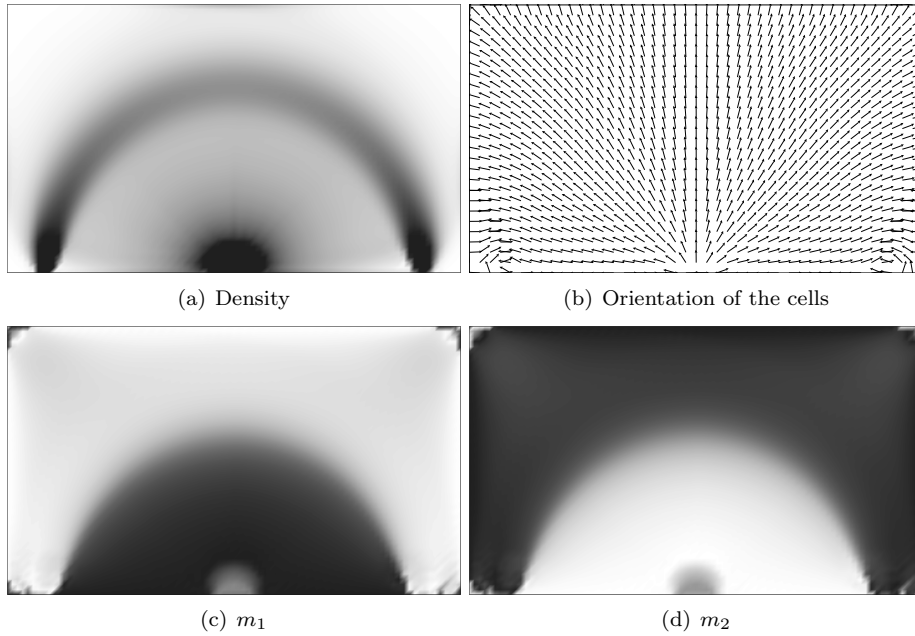 (a) Density
(b) Orientation of the cells
(c) m₁
(d) m₂